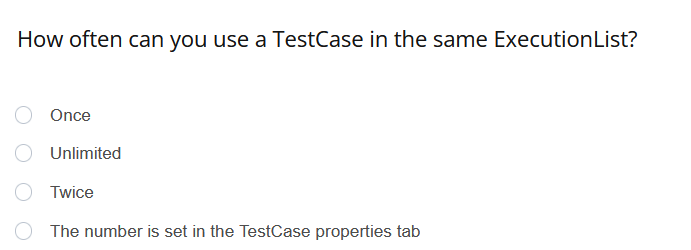 How often can you use a TestCase in the same ExecutionList?
Once
Unlimited
Twice
The number is set in the TestCase properties tab